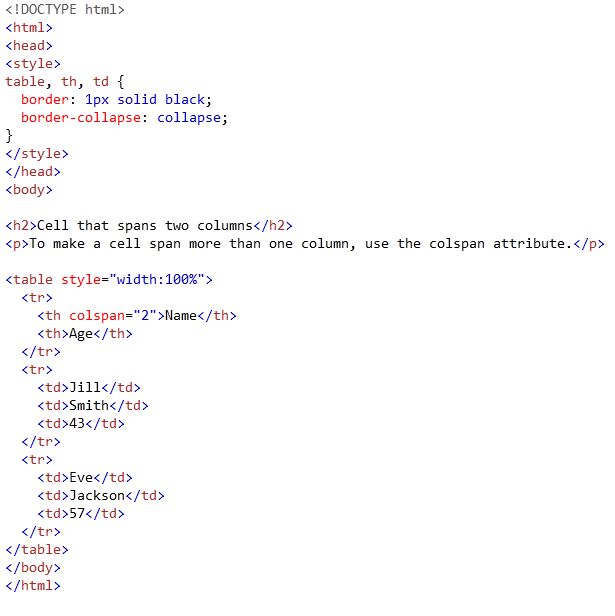 <!DOCTYPE html>
<html>
<head>
<style>
table, th, td {
  border: 1px solid black;
  border-collapse: collapse;
}
</style>
</head>
<body>

<h2>Cell that spans two columns</h2>
<p>To make a cell span more than one column, use the colspan attribute.</p>

<table style="width:100%">
  <tr>
    <th colspan="2">Name</th>
    <th>Age</th>
  </tr>
  <tr>
    <td>Jill</td>
    <td>Smith</td>
    <td>43</td>
  </tr>
  <tr>
    <td>Eve</td>
    <td>Jackson</td>
    <td>57</td>
  </tr>
</table>
</body>
</html>